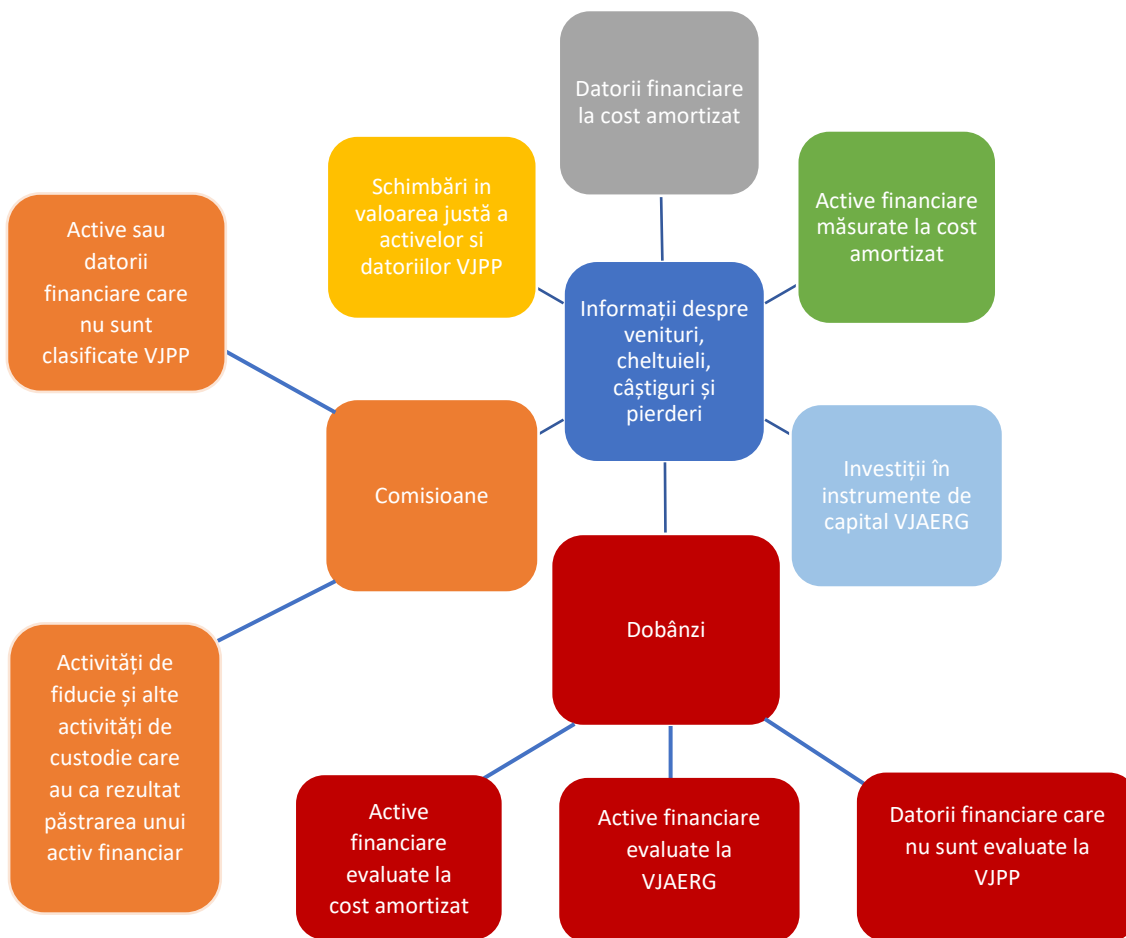 Datorii financiare
la cost amortizat
Schimbări in
valoarea justă a
activelor si
datoriilor VJPP
Active financiare
măsurate la cost
amortizat
Active sau
datorii
financiare care
nu sunt
clasificate VJPP
Informații despre
venituri,
cheltuieli,
câștiguri și
pierderi
Comisioane
Investiții în
instrumente de
capital VJAERG
Dobânzi
Activități de
fiducie și alte
activități de
custodie care
au ca rezultat
păstrarea unui
activ financiar
Active
financiare
evaluate la
cost amortizat
Active financiare
evaluate la
VJAERG
Datorii financiare care
nu sunt evaluate la
VJPP